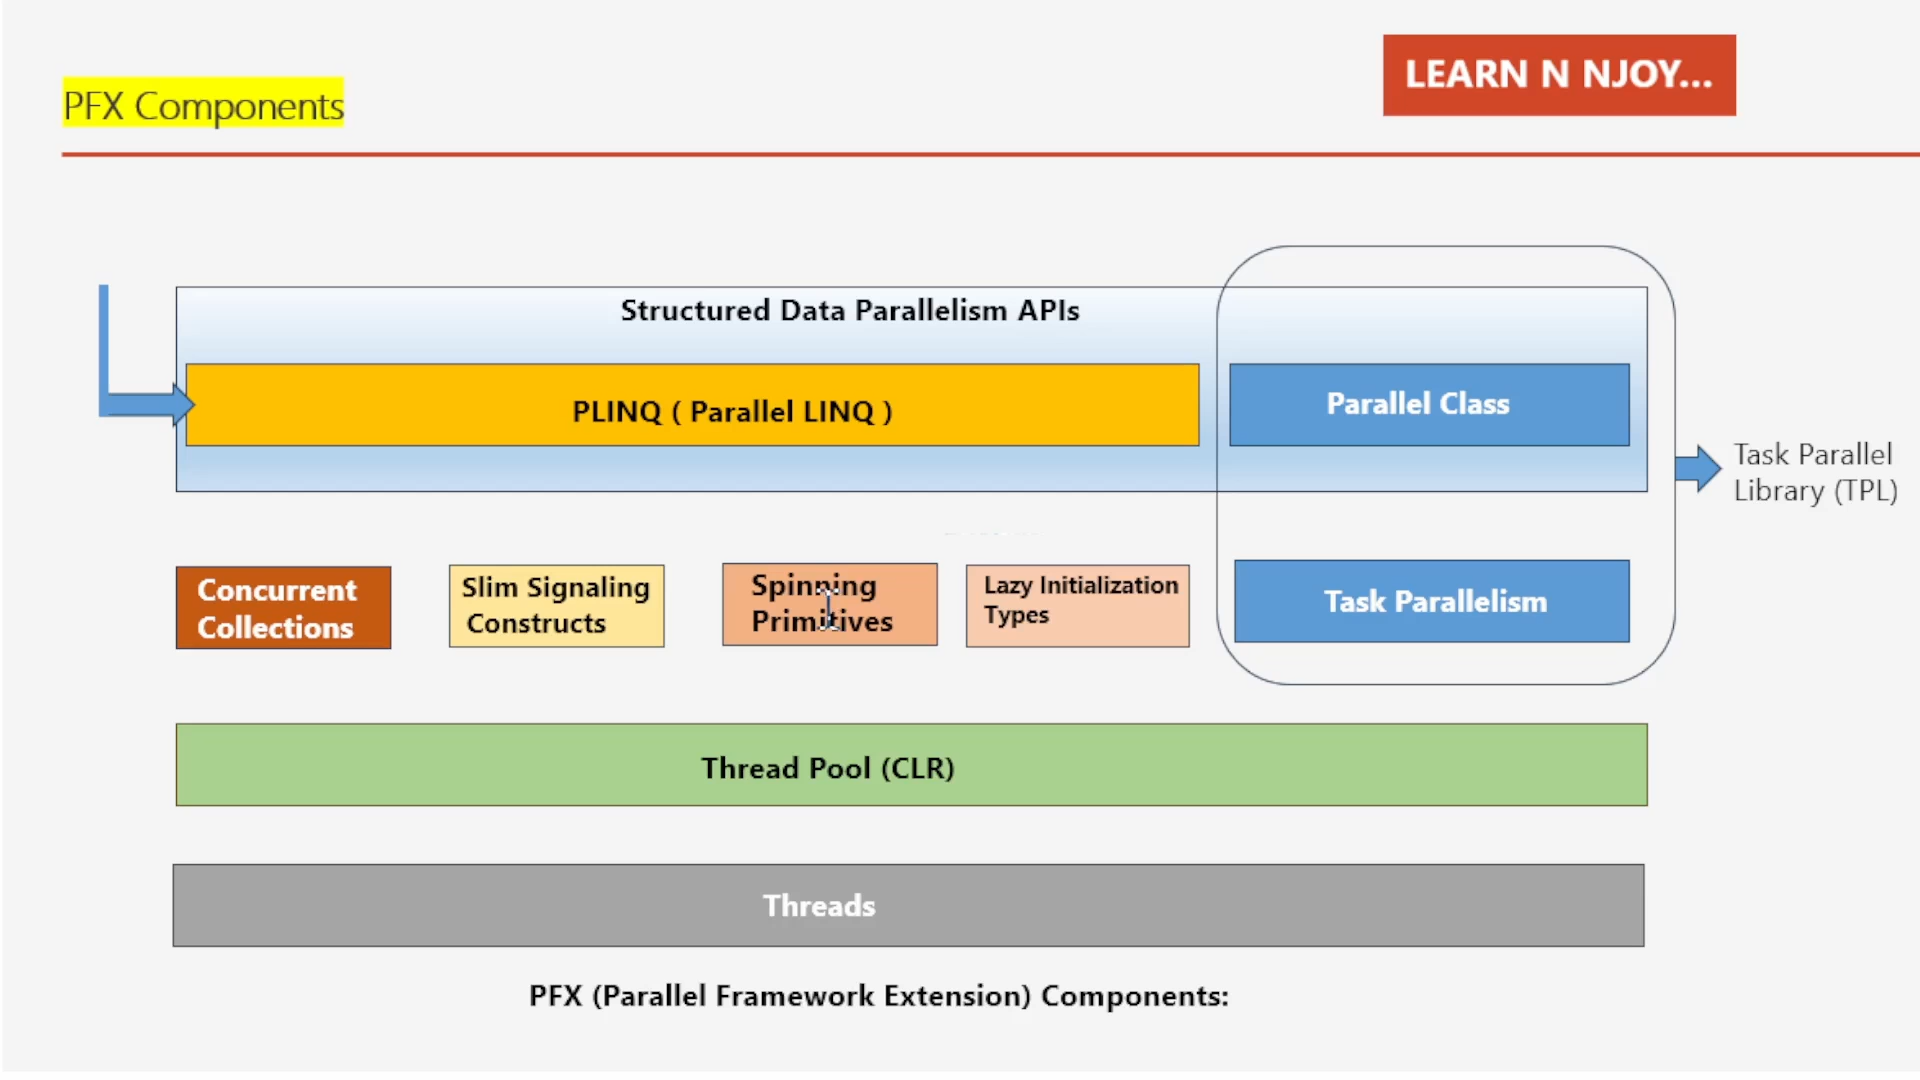 LEARN N NJOY...
PFX Components
Structured Data Parallelism APIs
PLINQ ( Parallel LINQ )
Parallel Class
Task Parallel
Library (TPL)
Concurrent
Collections
Slim Signaling
Constructs
Spinning
Primitives
Lazy Initialization
Types
Task Parallelism
Thread Pool (CLR)
Threads
PFX (Parallel Framework Extension) Components: